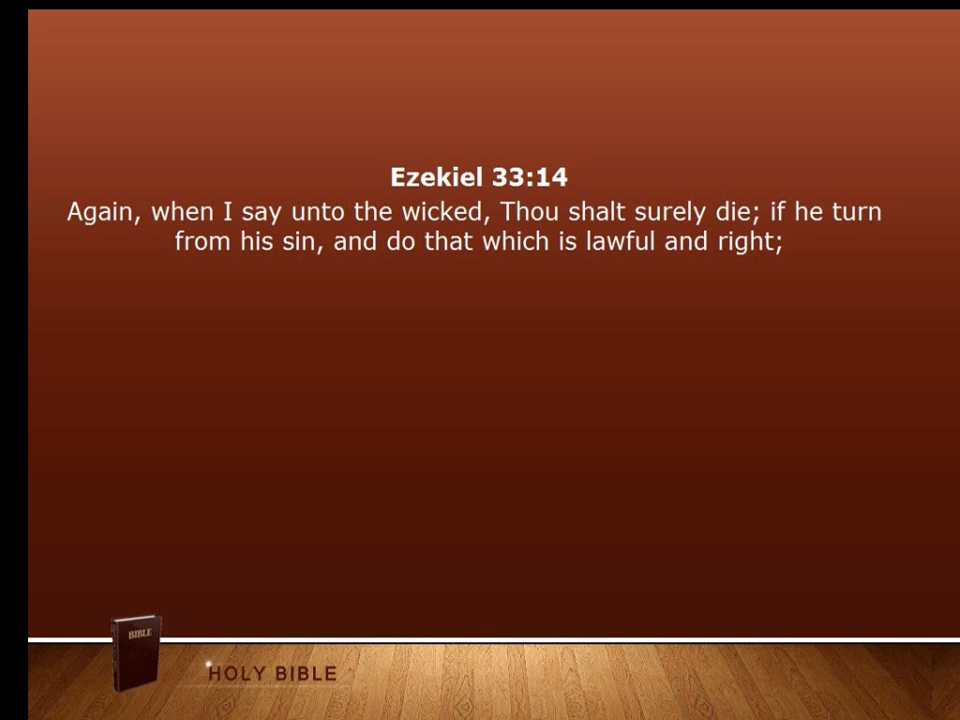 Ezekiel 33:14
Again, when I say unto the wicked, Thou shalt surely die; if he turn
from his sin, and do that which is lawful and right;
BIBLE
HOLY BIBLE